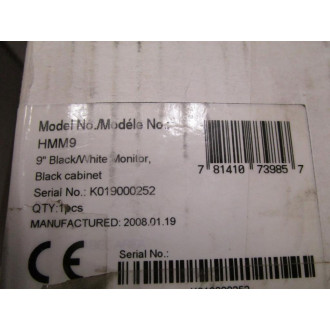 Model No./Modéle No.:
HMM9
9" Black/White Monitor,
Black cabinet
Serial No.: K019000252
QTY:1pcs
MANUFACTURED: 2008.01.19
7 81410 73985 7
CE
Serial No.:
K019000252